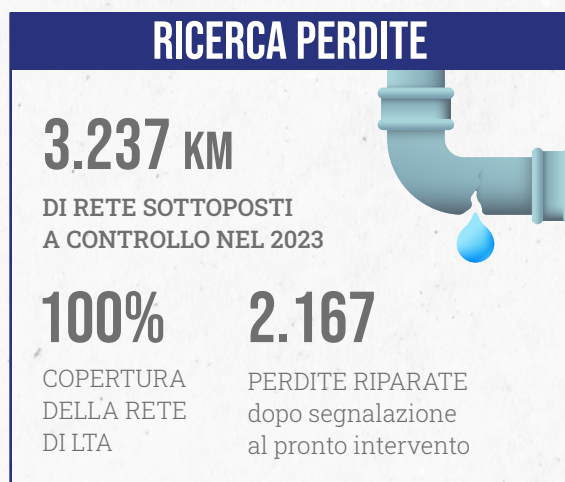 RICERCA PERDITE
3.237 KM
DI RETE SOTTOPOSTI
A CONTROLLO NEL 2023
100%
COPERTURA
DELLA RETE
DI LTA
2.167
PERDITE RIPARATE
dopo segnalazione
al pronto intervento